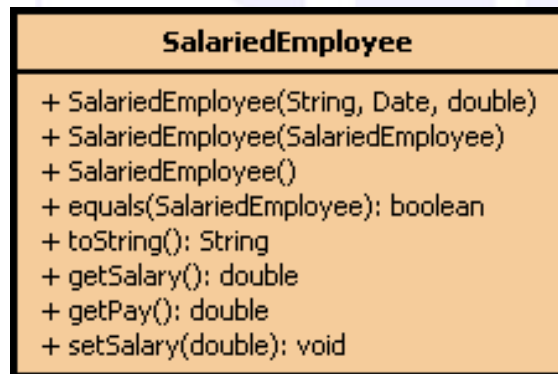 SalariedEmployee
+ SalariedEmployee(String, Date, double)
+ SalariedEmployee(SalariedEmployee)
+ SalariedEmployee()
+ equals(SalariedEmployee): boolean
+ toString(): String
+ getSalary(): double
+ getPay(): double
+ setSalary(double): void